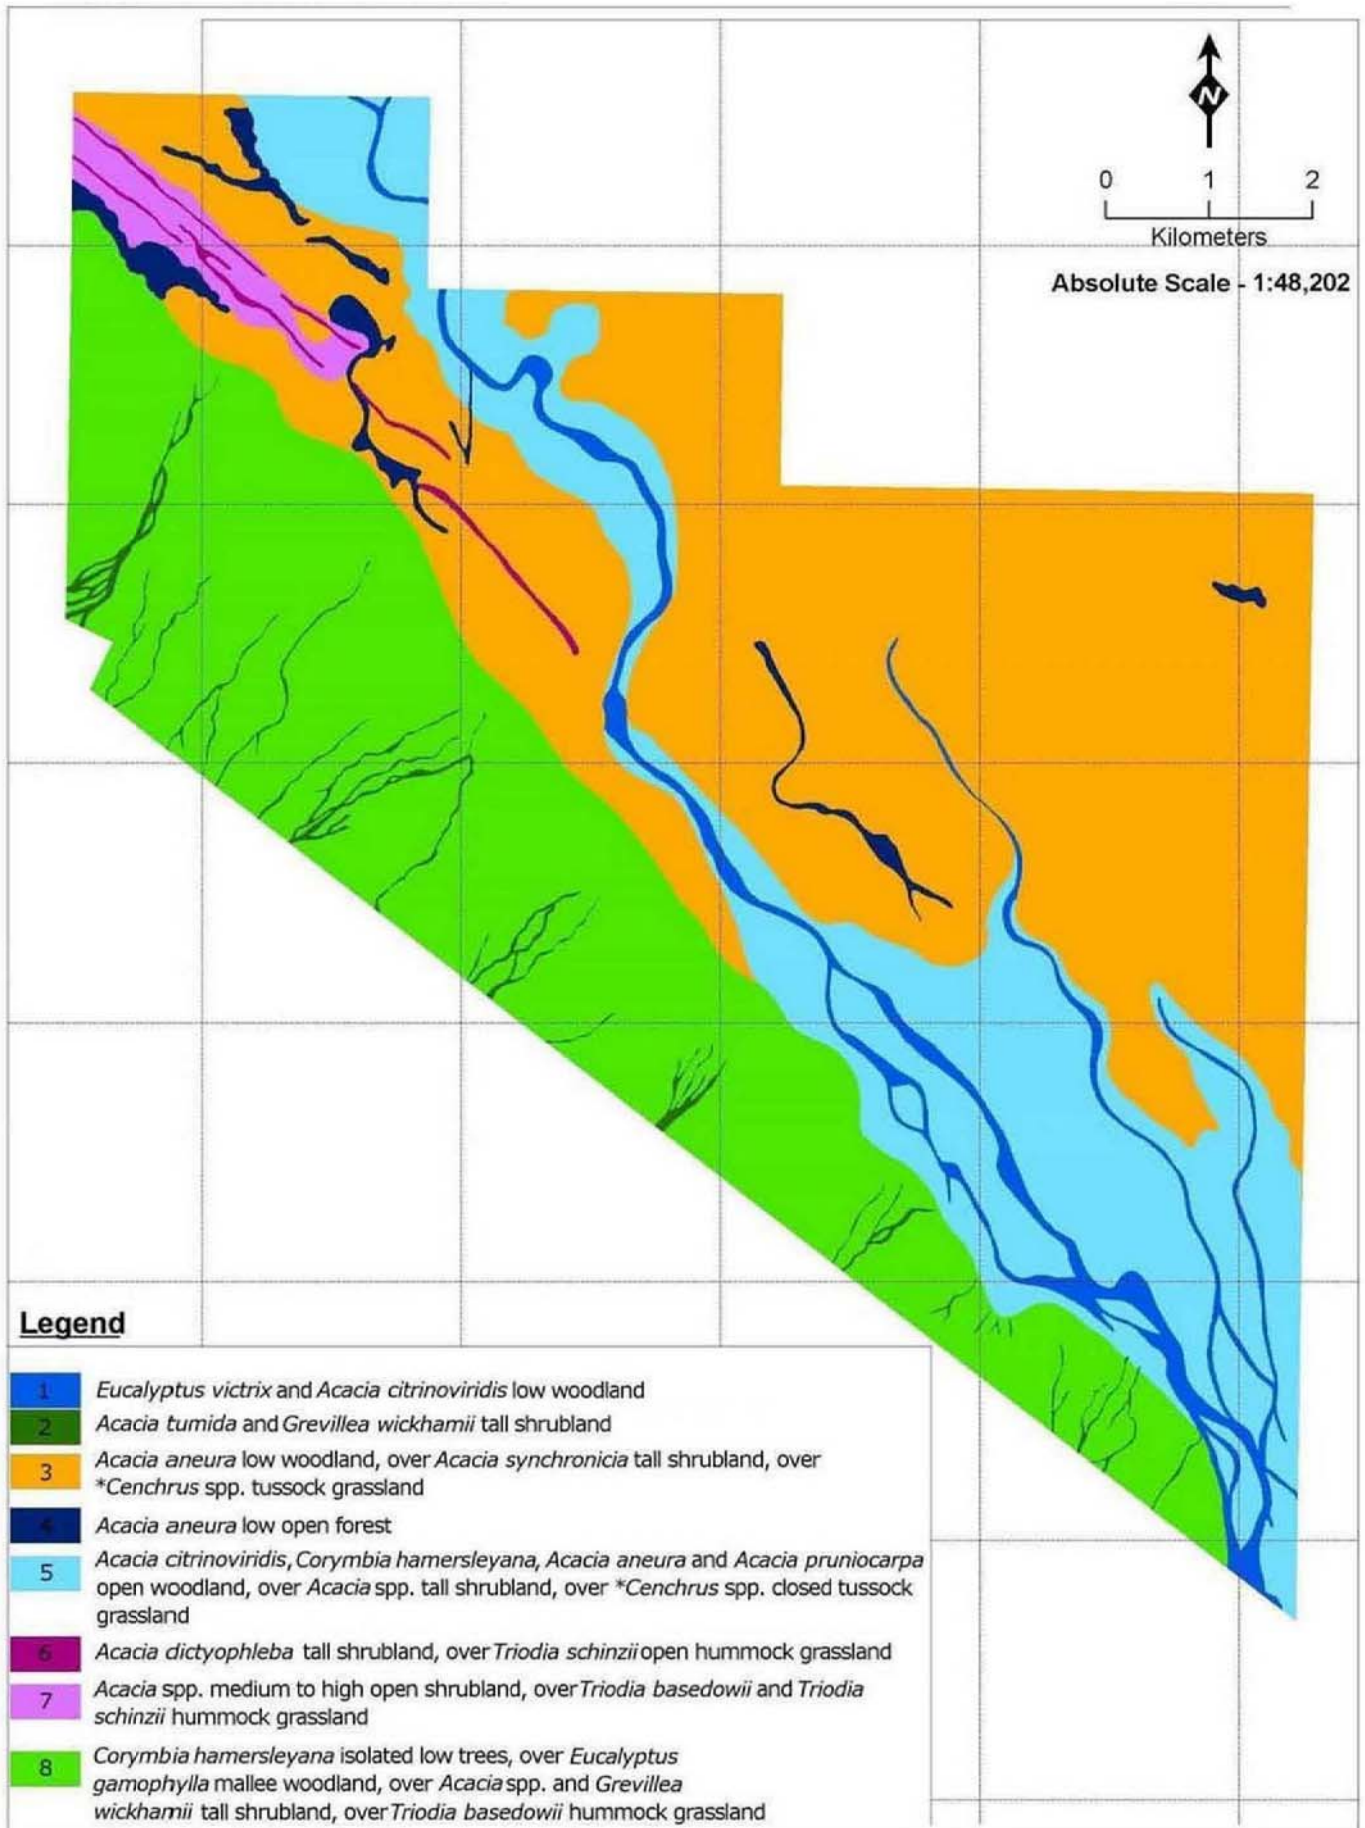 N
0 1 2
Kilometers
Absolute Scale - 1:48,202
Legend
1 Eucalyptus victrix and Acacia citrinoviridis low woodland
2 Acacia tumida and Grevillea wickhamii tall shrubland
3 Acacia aneura low woodland, over Acacia synchronicia tall shrubland, over
*Cenchrus spp. tussock grassland
4 Acacia aneura low open forest
Acacia citrinoviridis, Corymbia hamersleyana, Acacia aneura and Acacia pruniocarpa
5 open woodland, over Acacia spp. tall shrubland, over *Cenchrus spp. closed tussock
grassland
6 Acacia dictyophleba tall shrubland, over Triodia schinzii open hummock grassland
7 Acacia spp. medium to high open shrubland, over Triodia basedowii and Triodia
schinzii hummock grassland
8 Corymbia hamersleyana isolated low trees, over Eucalyptus
gamophylla mallee woodland, over Acacia spp. and Grevillea
wickhamii tall shrubland, over Triodia basedowii hummock grassland